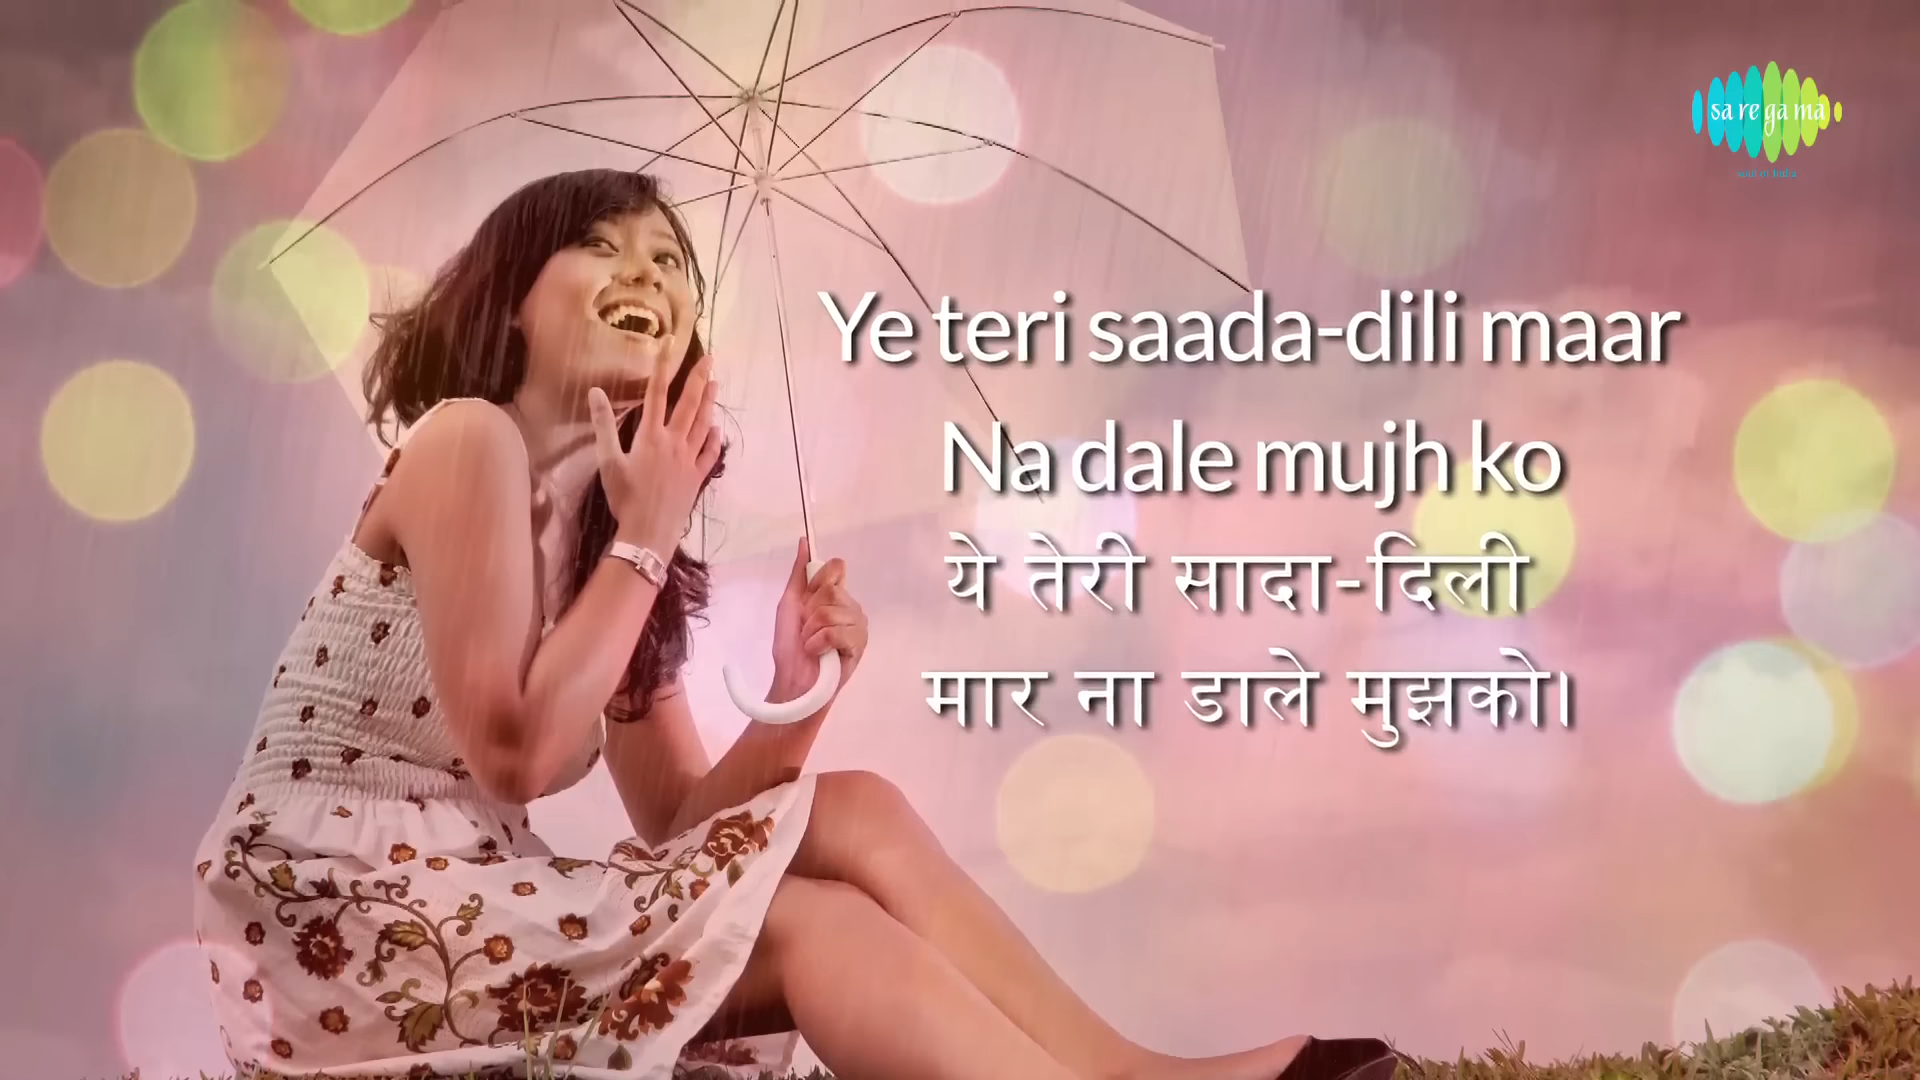 sa re ga ma
Ye teri saada-dili maar
Na dale mujh ko
ये तेरी सादा-दिली
मार ना डाले मुझको।